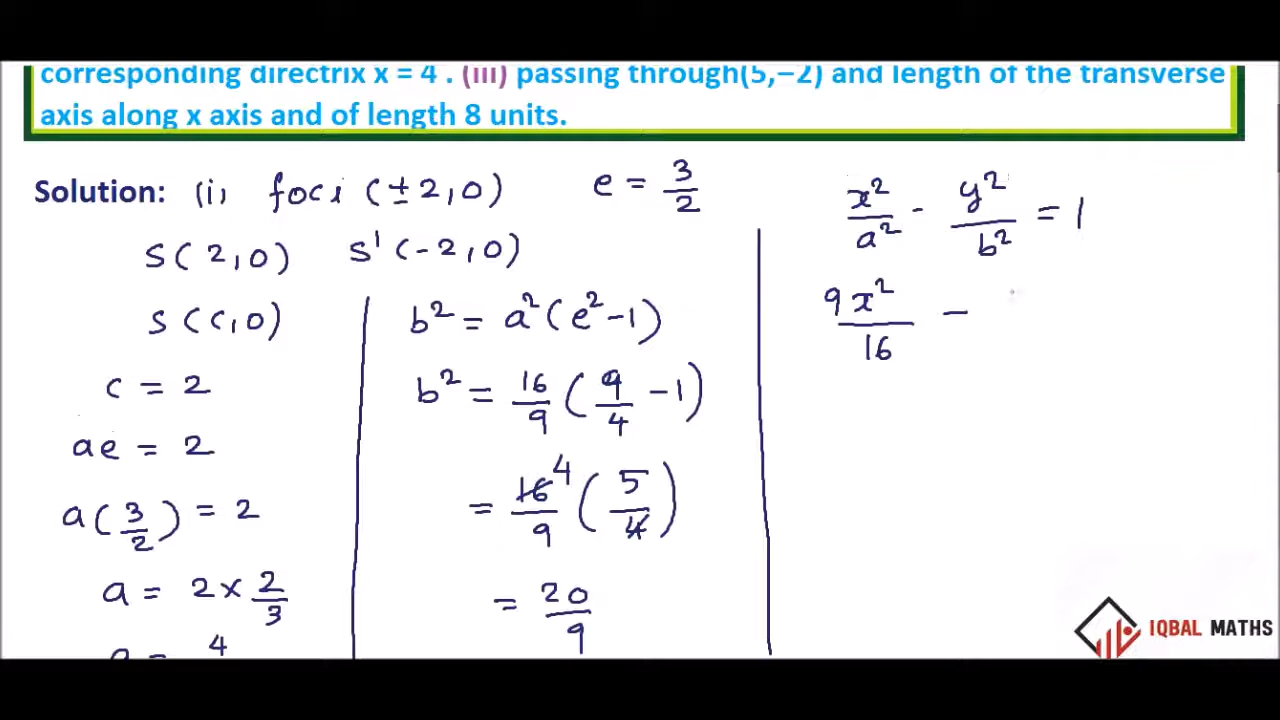 corresponding directrix x = 4 . (iii) passing through(5,−2) and length of the transverse
axis along x axis and of length 8 units.
Solution: (i) foci (±2,0) e = 3/2
S(2,0) S'(-2,0)
S(c,0)
c = 2
ae = 2
a(3/2) = 2
a = 2 × 2/3
a = 4
b² = a²(e²-1)
b² = 16/9 (9/4 - 1)
= 16/9 4 (5/4)
= 20/9
x²/a² - y²/b² = 1
9x²/16 -
IQBAL MATHS